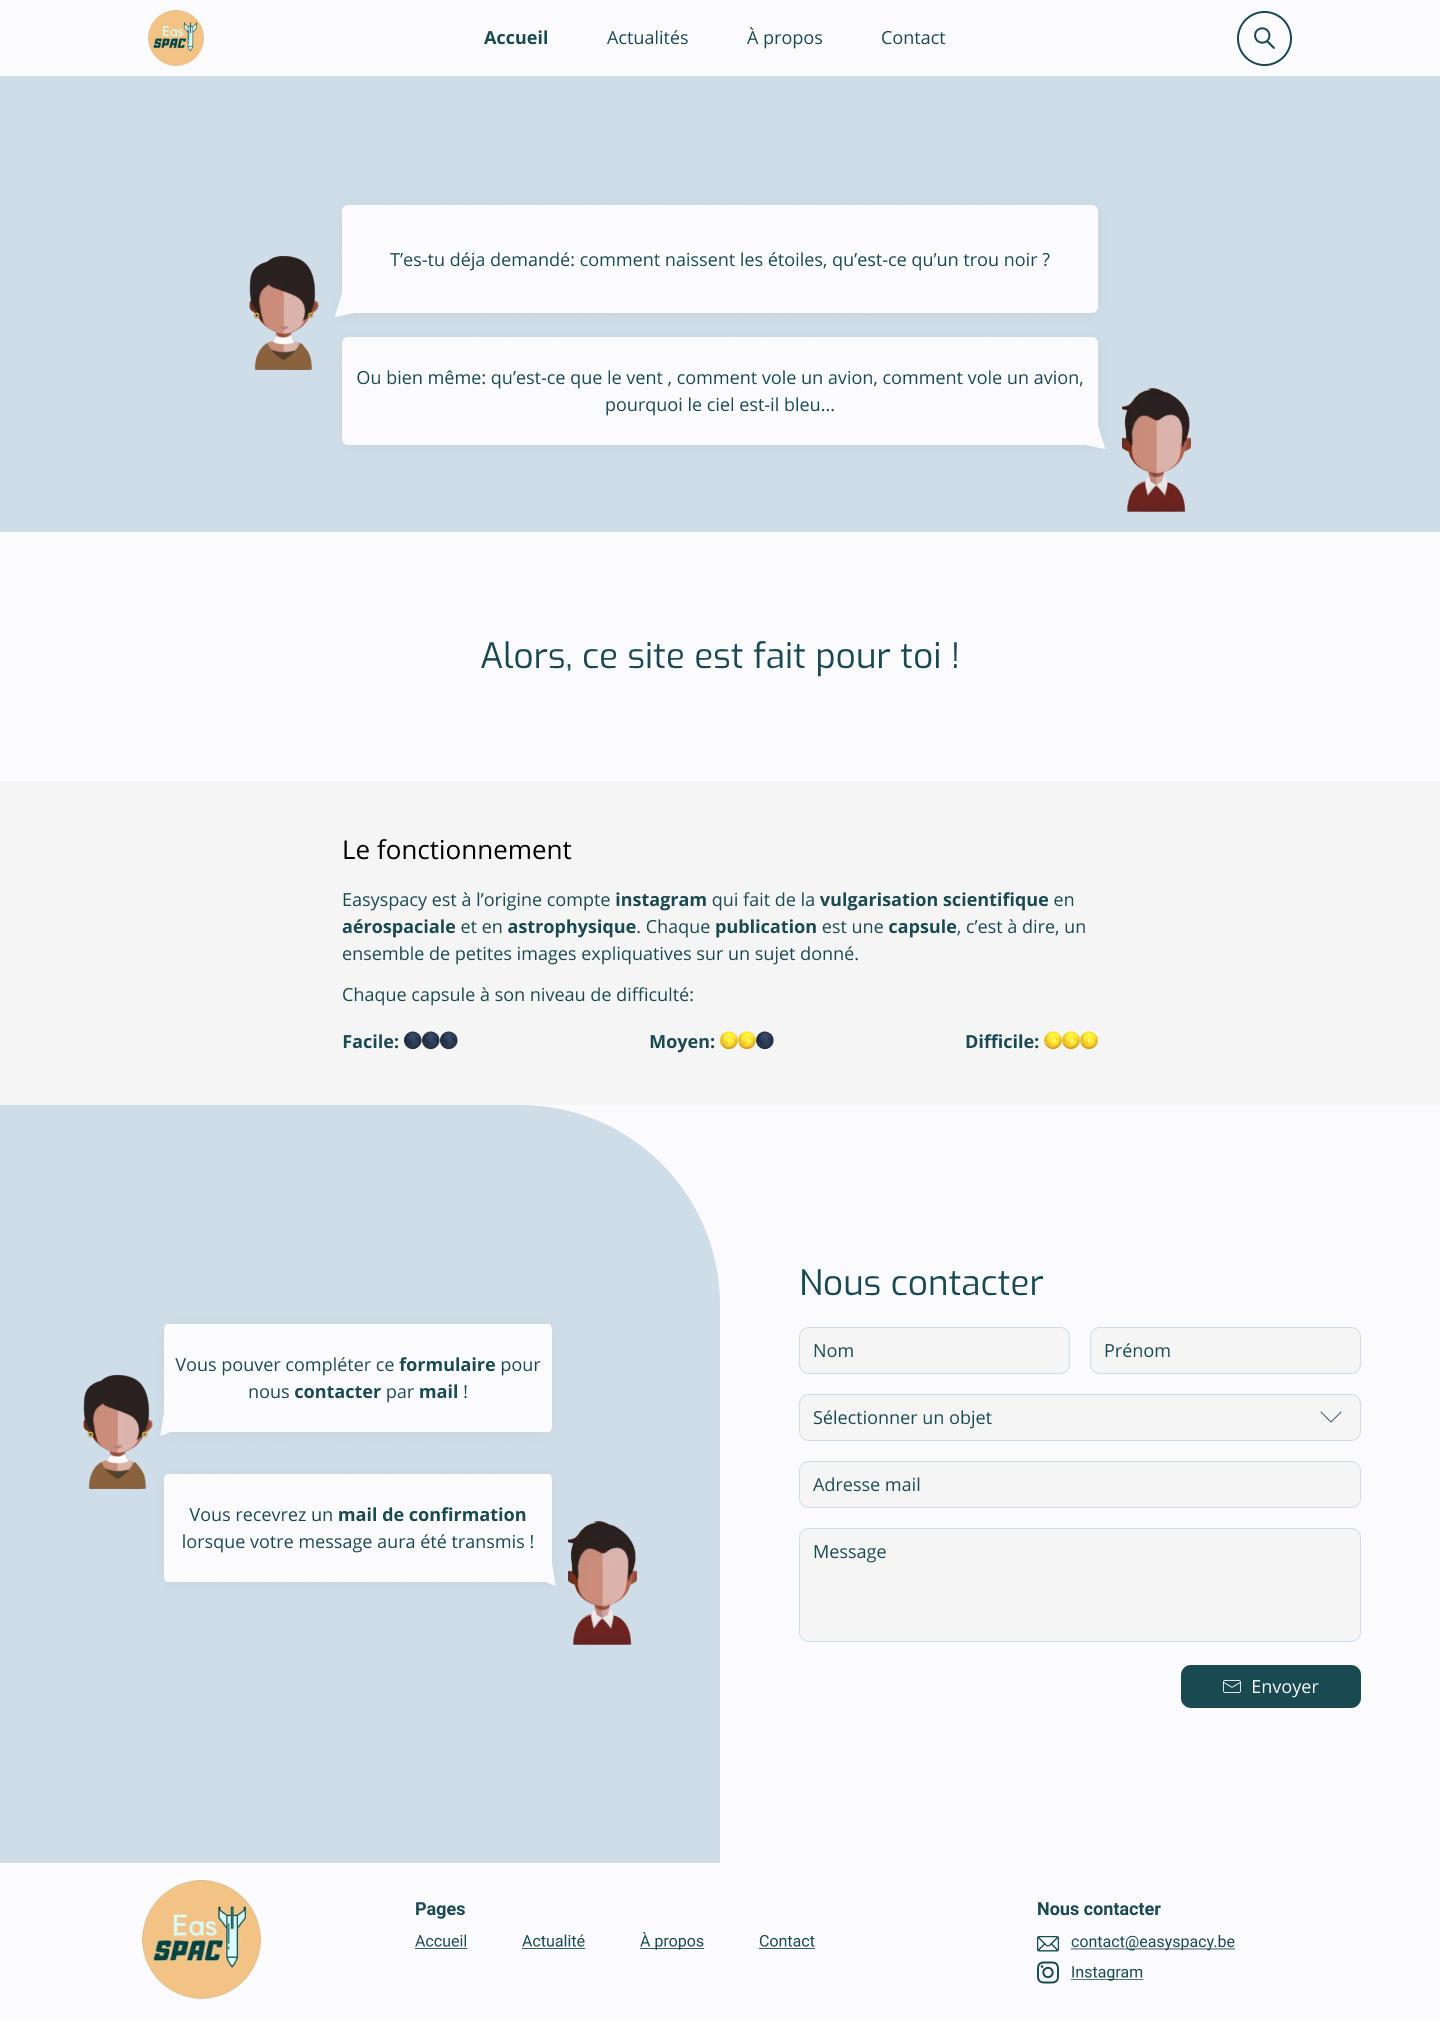 Eas
SPAC
Accueil
Actualités
À propos
Contact
T'es-tu déja demandé: comment naissent les étoiles, qu'est-ce qu'un trou noir ?
Ou bien même: qu'est-ce que le vent , comment vole un avion, comment vole un avion,
pourquoi le ciel est-il bleu...
Alors, ce site est fait pour toi !
Le fonctionnement
Easyspacy est à l'origine compte instagram qui fait de la vulgarisation scientifique en
aérospaciale et en astrophysique. Chaque publication est une capsule, c'est à dire, un
ensemble de petites images expliquatives sur un sujet donné.
Chaque capsule à son niveau de difficulté:
Facile:
Moyen:
Difficile:
Vous pouver compléter ce formulaire pour
nous contacter par mail !
Vous recevrez un mail de confirmation
lorsque votre message aura été transmis !
Nous contacter
Nom
Prénom
Sélectionner un objet
Adresse mail
Message
Envoyer
Eas
SPAC
Pages
Accueil
Actualité
À propos
Contact
Nous contacter
contact@easyspacy.be
Instagram